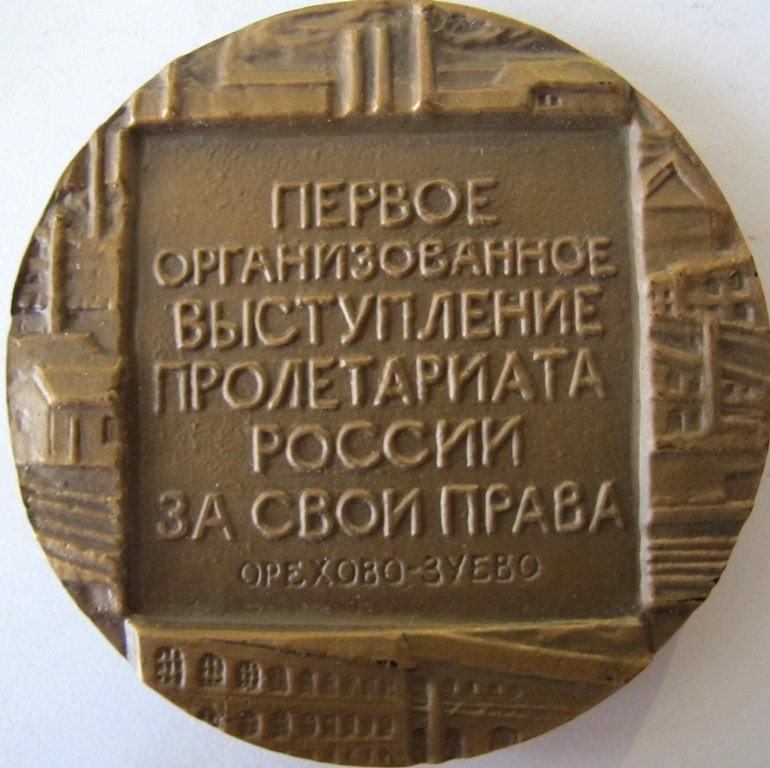 ПЕРВОЕ
ОРГАНИЗОВАННОЕ
ВЫСТУПЛЕНИЕ
ПРОЛЕТАРИАТА
РОССИИ
ЗА СВОИ ПРАВА
ОРЕХОВО-ЗУЕВО